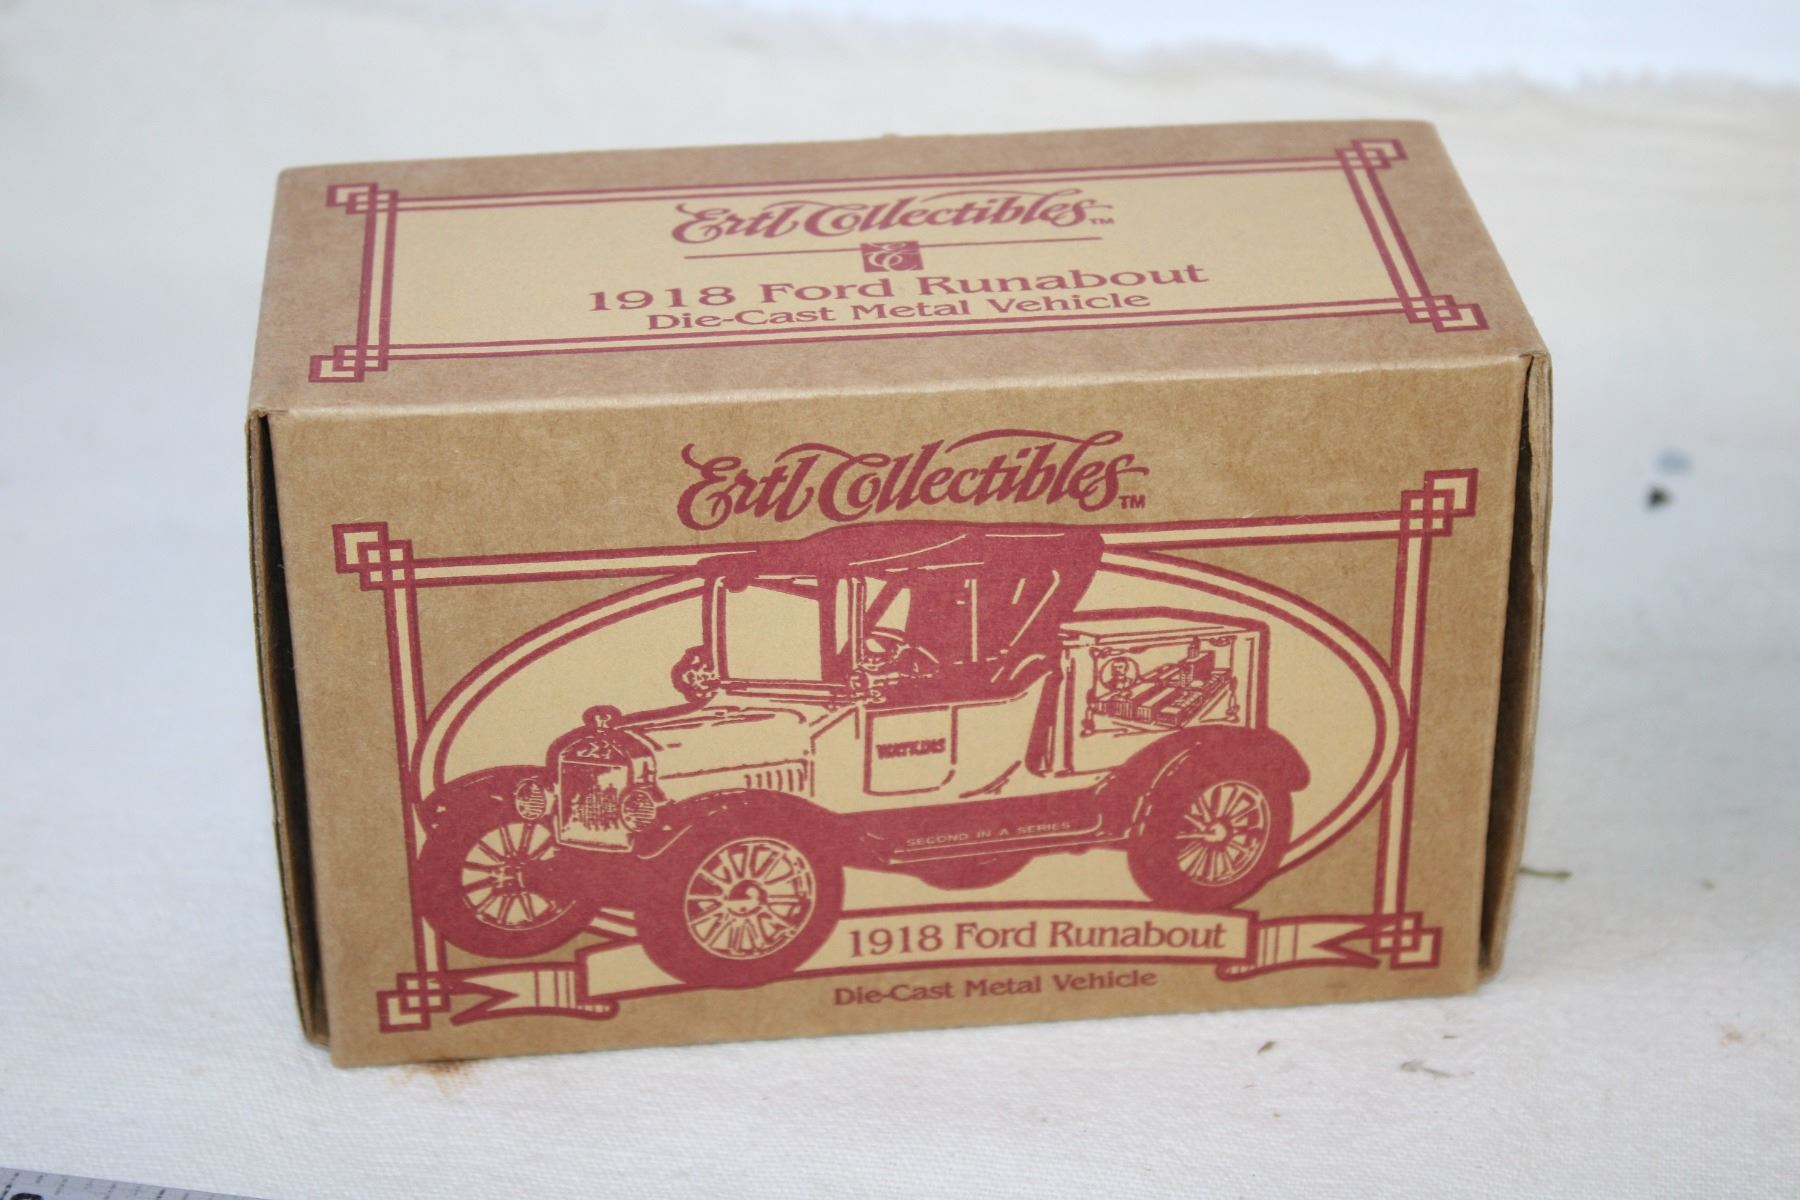 Ertl Collectibles™
E
1918 Ford Runabout
Die-Cast Metal Vehicle
Ertl Collectibles™
WATKINS
SECOND IN A SERIES
1918 Ford Runabout
Die-Cast Metal Vehicle